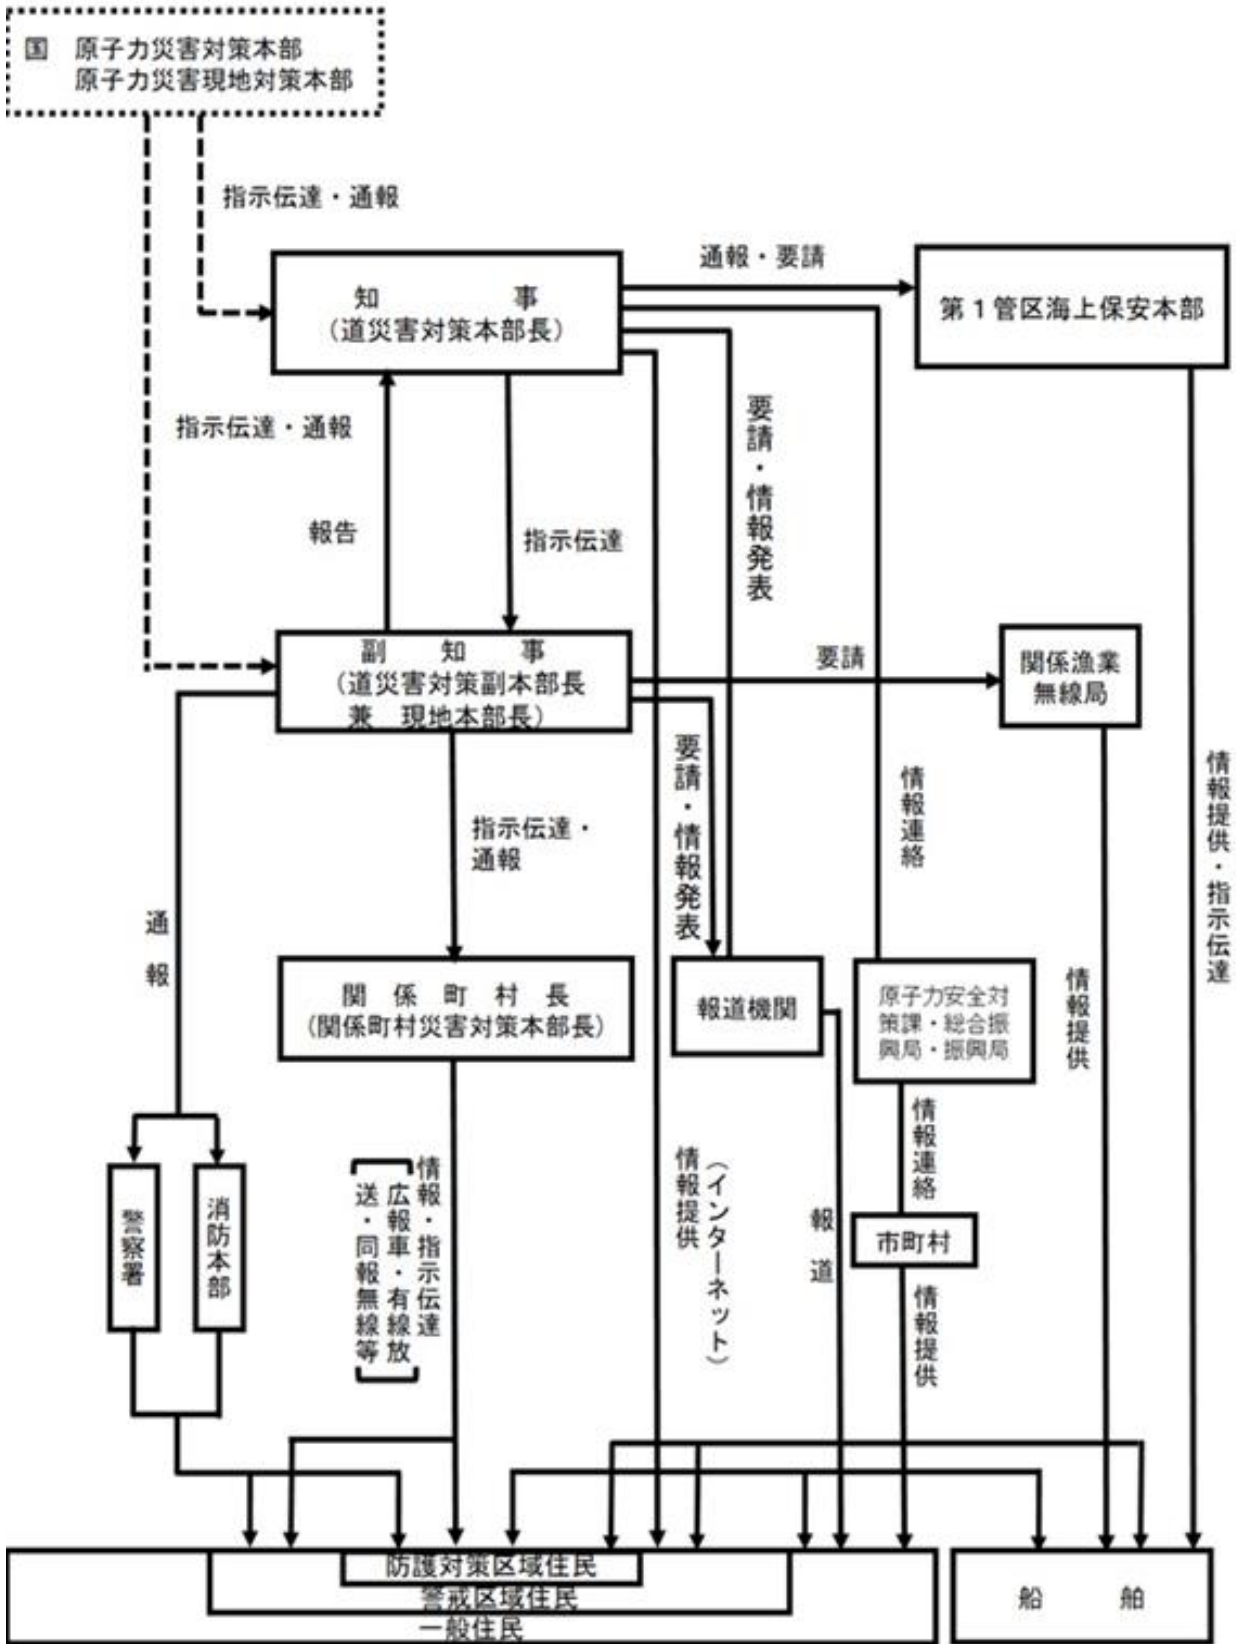 国 原子力災害対策本部
原子力災害現地対策本部
指示伝達・通報
通報・要請
知 事
(道災害対策本部長)
第1管区海上保安本部
指示伝達・通報
要請・情報発表
報告
指示伝達
副 知 事
(道災害対策副本部長
兼 現地本部長)
要請
関係漁業
無線局
要請・情報発表
情報連絡
情報提供・指示伝達
指示伝達・
通報
通報
関係町村長
(関係町村災害対策本部長)
報道機関
原子力安全対
策課・総合振
興局・振興局
情報提供
情報連絡
警察署
消防本部
情報・指示伝達
広報車・有線放
送・同報無線等
(インターネット)
情報提供
報道
市町村
情報提供
防護対策区域住民
警戒区域住民
一般住民
船 舶